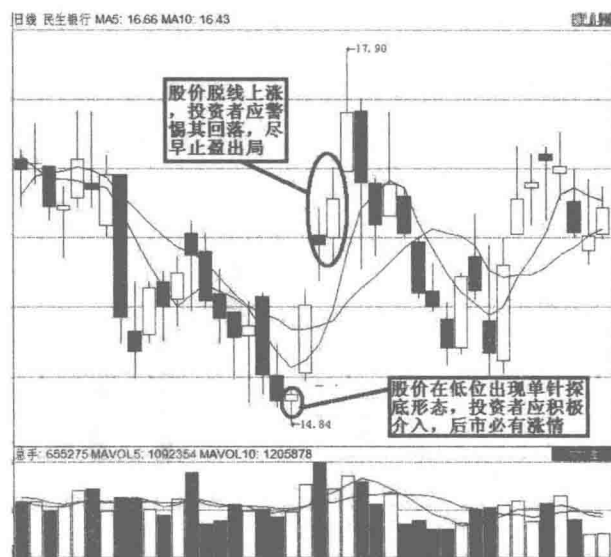 日线 民生银行 MA5: 16.66 MA10: 16.43
17.90
股价脱线上涨
，投资者应警
惕其回落，尽
早止盈出局
股价在低位出现单针探
底形态，投资者应积极
介入，后市必有涨情
14.84
总手: 655275 MAVOL5: 1092354 MAVOL10: 1205878